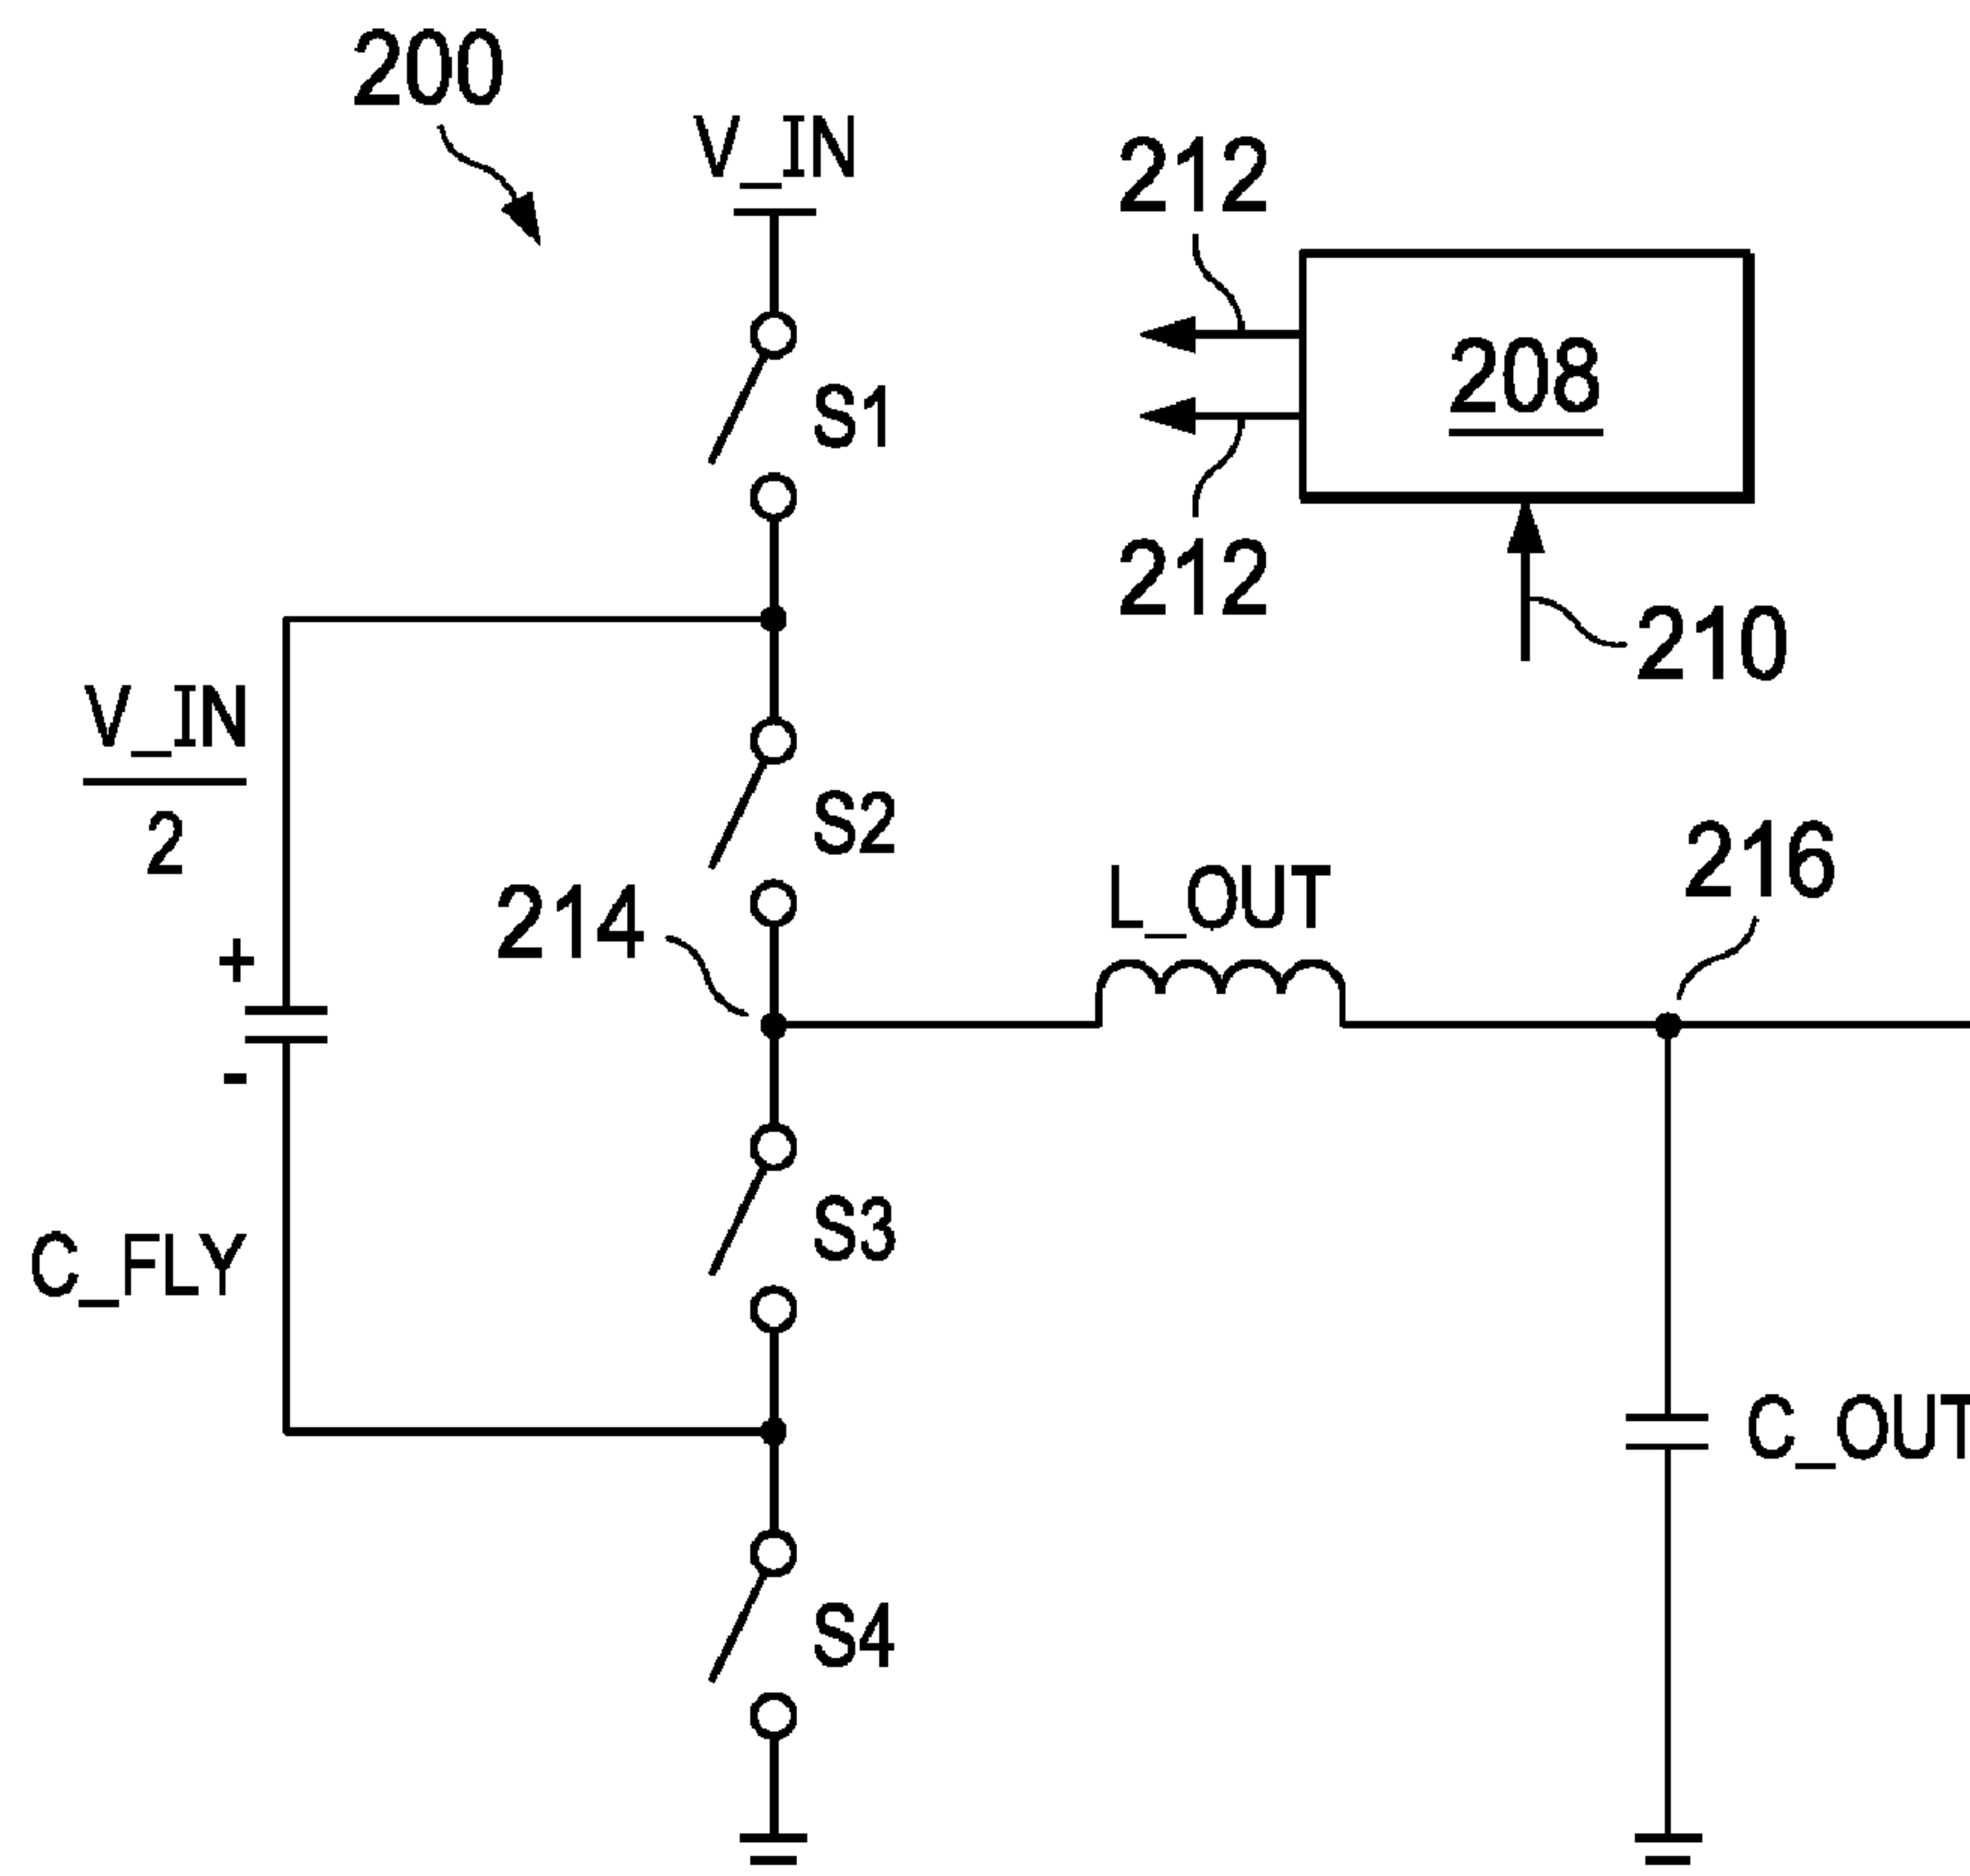 200
V_IN
212
208
S1
212
210
V_IN
2
S2
216
L_OUT
214
+
-
S3
C_FLY
C_OUT
S4